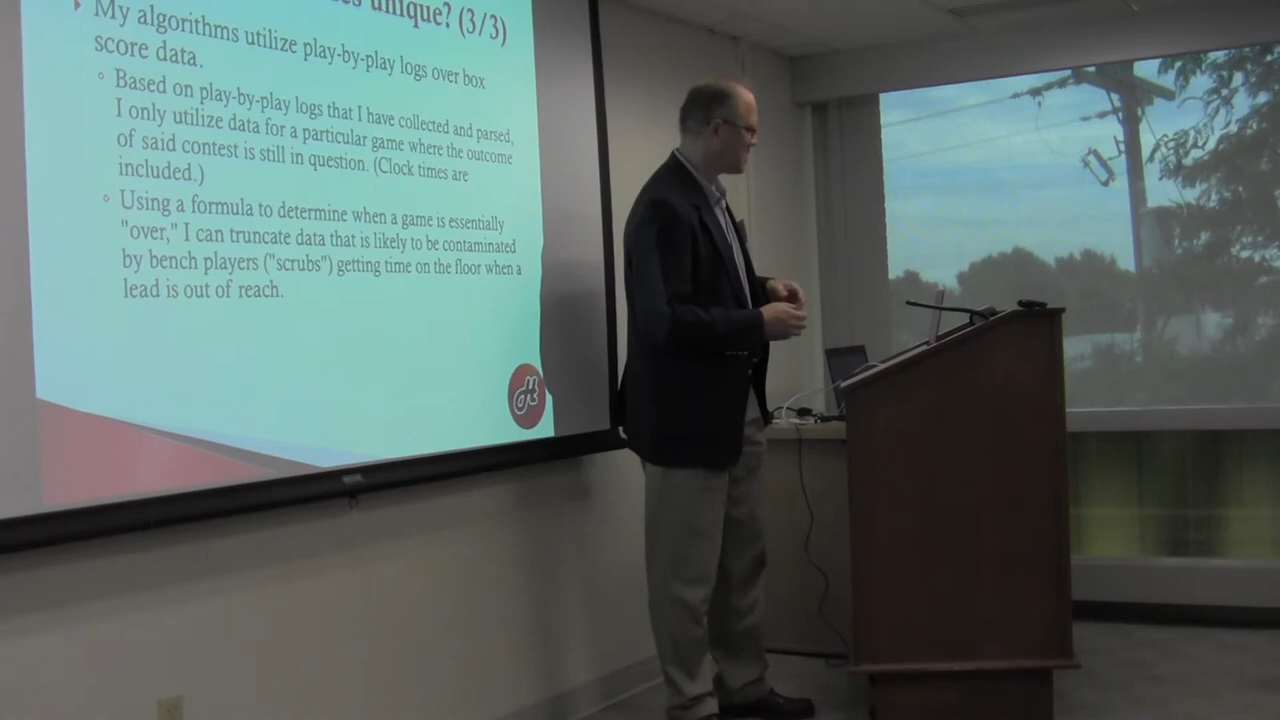 unique? (3/3)
My algorithms utilize play-by-play logs over box
score data.
Based on play-by-play logs that I have collected and parsed,
I only utilize data for a particular game where the outcome
of said contest is still in question. (Clock times are
included.)
Using a formula to determine when a game is essentially
"over," I can truncate data that is likely to be contaminated
by bench players ("scrubs") getting time on the floor when a
lead is out of reach.